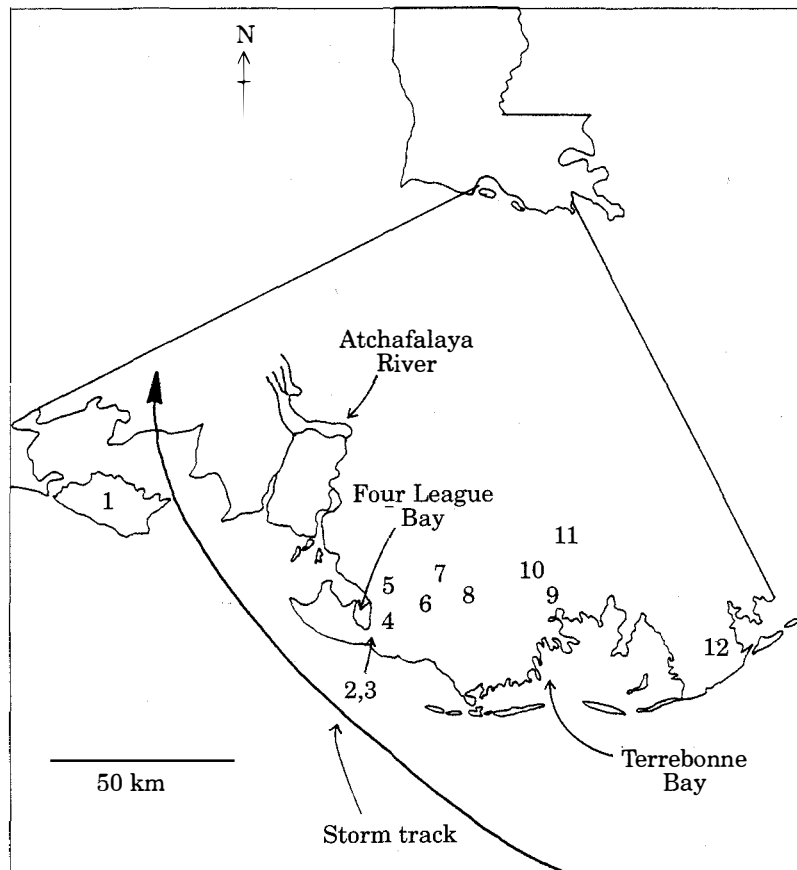 N
Atchafalaya
River
Four League
Bay
1
11
5
7
10
6
8
9
4
12
2,3
Terrebonne
Bay
50 km
Storm track